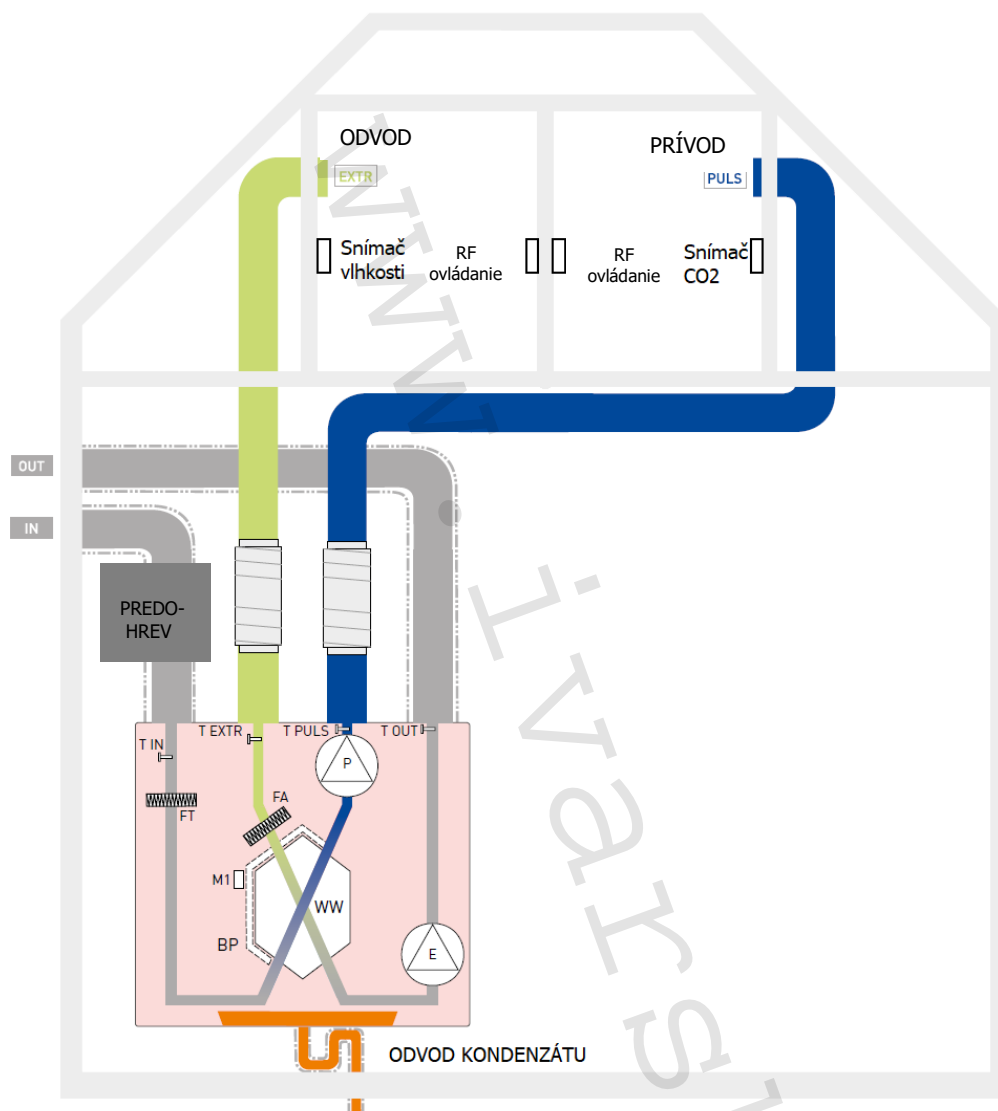 ODVOD
PRÍVOD
EXTR
PULS
Snímač
vlhkosti
RF
ovládanie
RF
ovládanie
Snímač
CO2
OUT
IN
PREDO-
HREV
T IN
T EXTR
T PULS
T OUT
P
FT
FA
M1
WW
BP
E
ODVOD KONDENZÁTU
www.ivars